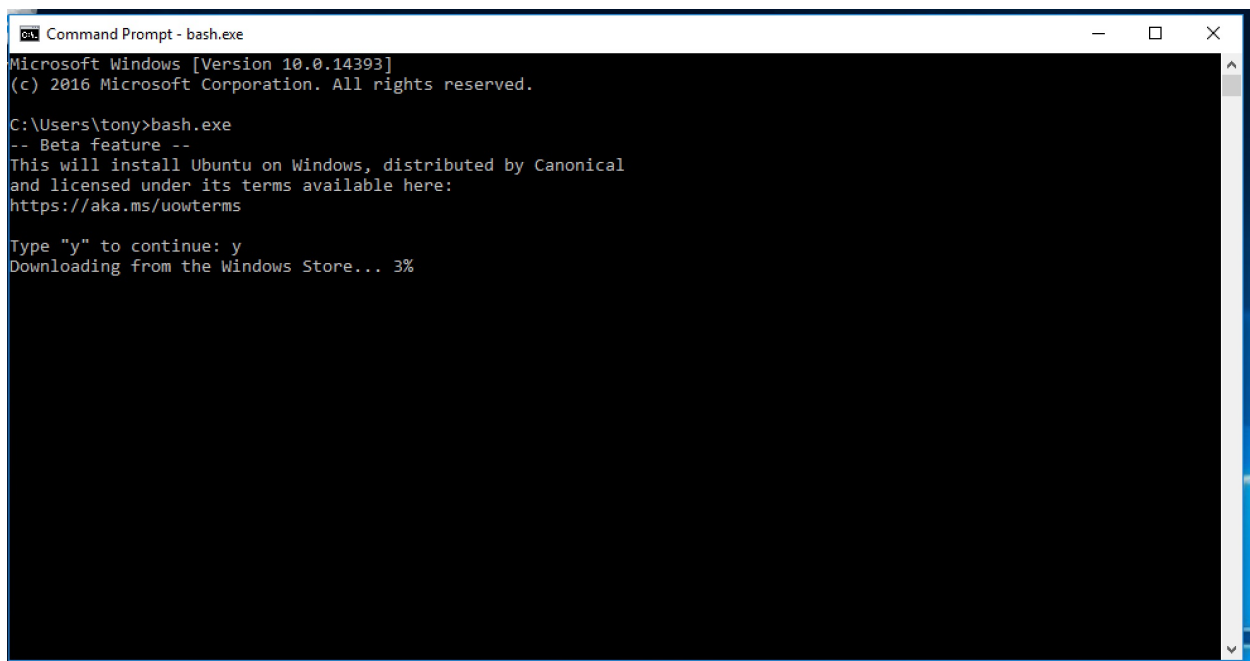 Command Prompt - bash.exe
Microsoft Windows [Version 10.0.14393]
(c) 2016 Microsoft Corporation. All rights reserved.
C:\Users\tony>bash.exe
-- Beta feature --
This will install Ubuntu on Windows, distributed by Canonical
and licensed under its terms available here:
https://aka.ms/uowterms
Type "y" to continue: y
Downloading from the Windows Store... 3%